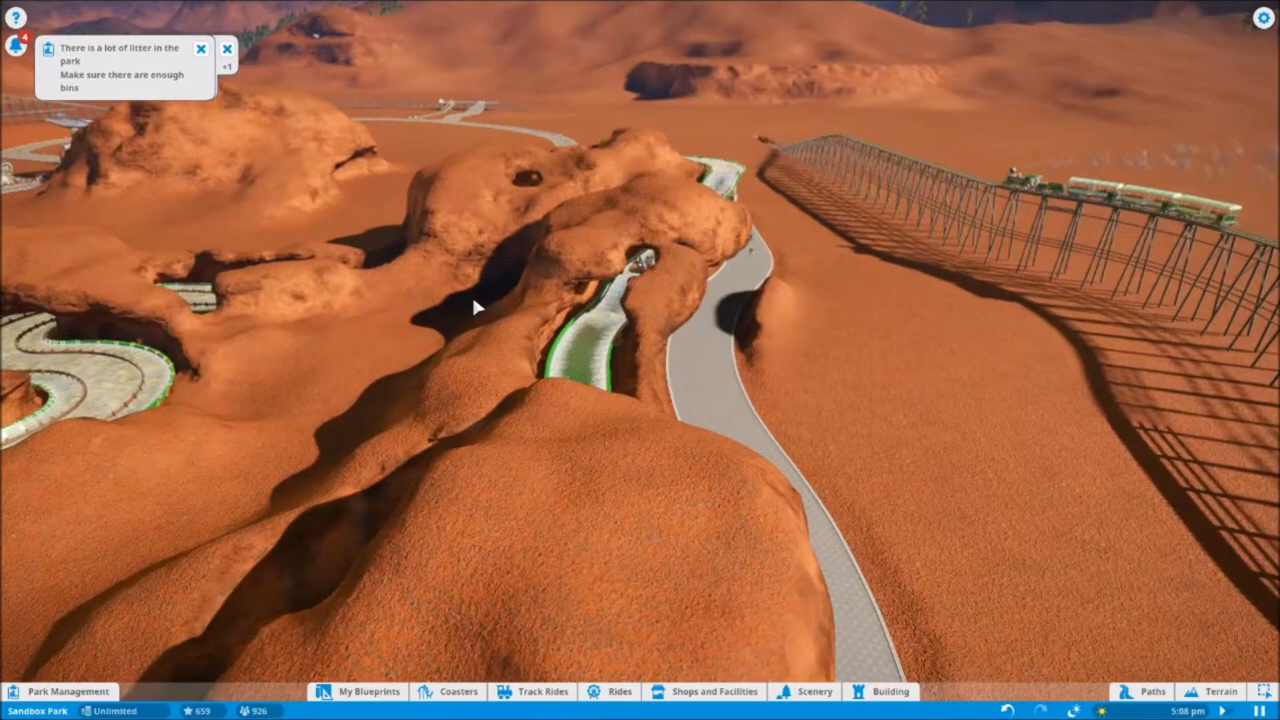 ?
4
There is a lot of litter in the
park
Make sure there are enough
bins
+1
Park Management
My Blueprints
Coasters
Track Rides
Rides
Shops and Facilities
Scenery
Building
Paths
Terrain
Sandbox Park
Unlimited
659
926
5:08 pm